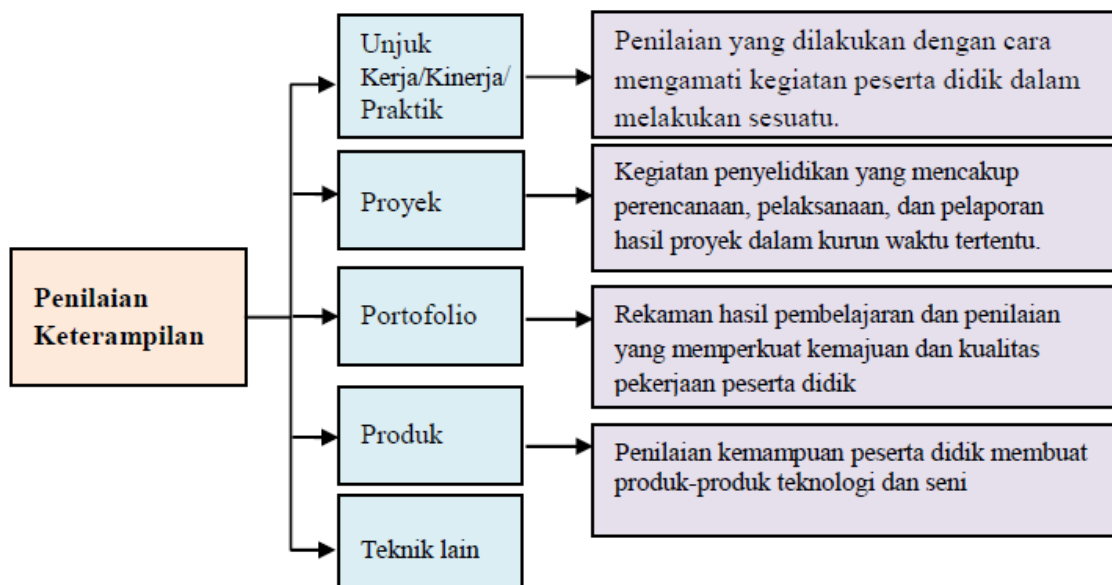 Penilaian
Keterampilan
Unjuk
Kerja/Kinerja/
Praktik
Penilaian yang dilakukan dengan cara
mengamati kegiatan peserta didik dalam
melakukan sesuatu.
Proyek
Kegiatan penyelidikan yang mencakup
perencanaan, pelaksanaan, dan pelaporan
hasil proyek dalam kurun waktu tertentu.
Portofolio
Rekaman hasil pembelajaran dan penilaian
yang memperkuat kemajuan dan kualitas
pekerjaan peserta didik
Produk
Penilaian kemampuan peserta didik membuat
produk-produk teknologi dan seni
Teknik lain